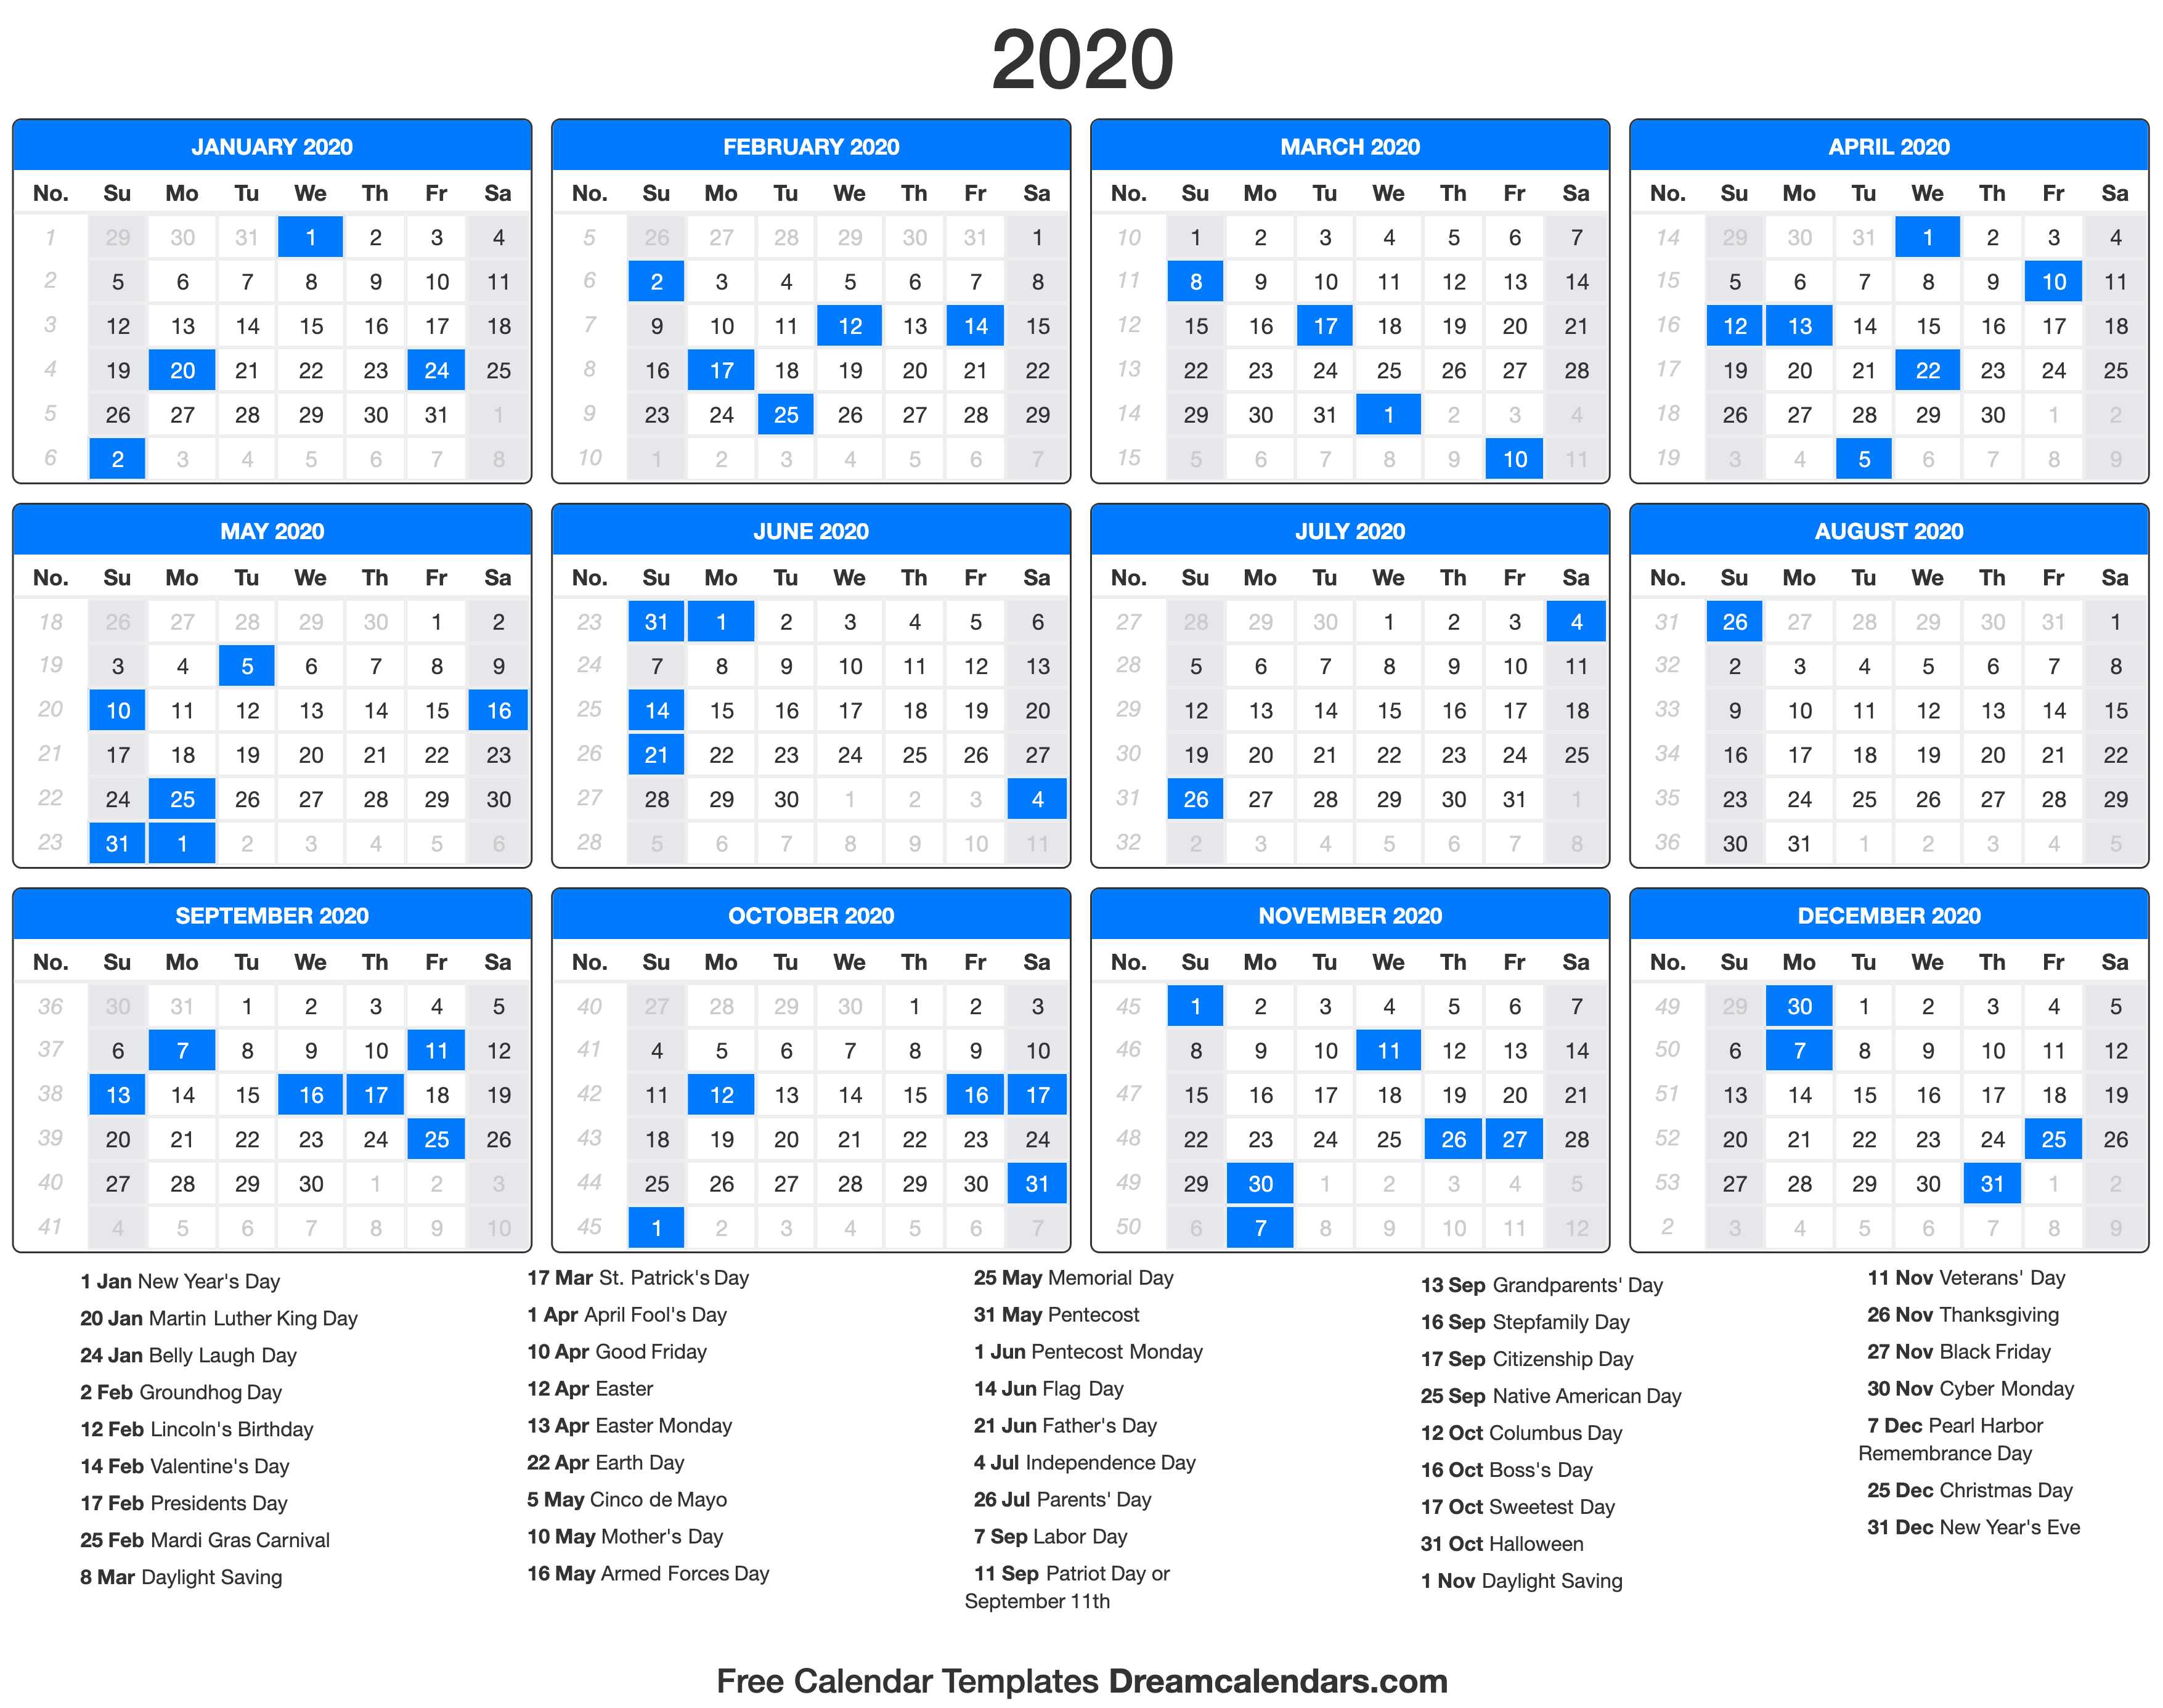 2020
JANUARY 2020
No. Su Mo Tu We Th Fr Sa
1 29 30 31 1 2 3 4
2 5 6 7 8 9 10 11
3 12 13 14 15 16 17 18
4 19 20 21 22 23 24 25
5 26 27 28 29 30 31 1
6 2 3 4 5 6 7 8
FEBRUARY 2020
No. Su Mo Tu We Th Fr Sa
5 26 27 28 29 30 31 1
6 2 3 4 5 6 7 8
7 9 10 11 12 13 14 15
8 16 17 18 19 20 21 22
9 23 24 25 26 27 28 29
10 1 2 3 4 5 6 7
MARCH 2020
No. Su Mo Tu We Th Fr Sa
10 1 2 3 4 5 6 7
11 8 9 10 11 12 13 14
12 15 16 17 18 19 20 21
13 22 23 24 25 26 27 28
14 29 30 31 1 2 3 4
15 5 6 7 8 9 10 11
APRIL 2020
No. Su Mo Tu We Th Fr Sa
14 29 30 31 1 2 3 4
15 5 6 7 8 9 10 11
16 12 13 14 15 16 17 18
17 19 20 21 22 23 24 25
18 26 27 28 29 30 1 2
19 3 4 5 6 7 8 9
MAY 2020
No. Su Mo Tu We Th Fr Sa
18 26 27 28 29 30 1 2
19 3 4 5 6 7 8 9
20 10 11 12 13 14 15 16
21 17 18 19 20 21 22 23
22 24 25 26 27 28 29 30
23 31 1 2 3 4 5 6
JUNE 2020
No. Su Mo Tu We Th Fr Sa
23 31 1 2 3 4 5 6
24 7 8 9 10 11 12 13
25 14 15 16 17 18 19 20
26 21 22 23 24 25 26 27
27 28 29 30 1 2 3 4
28 5 6 7 8 9 10 11
JULY 2020
No. Su Mo Tu We Th Fr Sa
27 28 29 30 1 2 3 4
28 5 6 7 8 9 10 11
29 12 13 14 15 16 17 18
30 19 20 21 22 23 24 25
31 26 27 28 29 30 31 1
32 2 3 4 5 6 7 8
AUGUST 2020
No. Su Mo Tu We Th Fr Sa
31 26 27 28 29 30 31 1
32 2 3 4 5 6 7 8
33 9 10 11 12 13 14 15
34 16 17 18 19 20 21 22
35 23 24 25 26 27 28 29
36 30 31 1 2 3 4 5
SEPTEMBER 2020
No. Su Mo Tu We Th Fr Sa
36 30 31 1 2 3 4 5
37 6 7 8 9 10 11 12
38 13 14 15 16 17 18 19
39 20 21 22 23 24 25 26
40 27 28 29 30 1 2 3
41 4 5 6 7 8 9 10
OCTOBER 2020
No. Su Mo Tu We Th Fr Sa
40 27 28 29 30 1 2 3
41 4 5 6 7 8 9 10
42 11 12 13 14 15 16 17
43 18 19 20 21 22 23 24
44 25 26 27 28 29 30 31
45 1 2 3 4 5 6 7
NOVEMBER 2020
No. Su Mo Tu We Th Fr Sa
45 1 2 3 4 5 6 7
46 8 9 10 11 12 13 14
47 15 16 17 18 19 20 21
48 22 23 24 25 26 27 28
49 29 30 1 2 3 4 5
50 6 7 8 9 10 11 12
DECEMBER 2020
No. Su Mo Tu We Th Fr Sa
49 29 30 1 2 3 4 5
50 6 7 8 9 10 11 12
51 13 14 15 16 17 18 19
52 20 21 22 23 24 25 26
53 27 28 29 30 31 1 2
2 3 4 5 6 7 8 9
1 Jan New Year's Day
20 Jan Martin Luther King Day
24 Jan Belly Laugh Day
2 Feb Groundhog Day
12 Feb Lincoln's Birthday
14 Feb Valentine's Day
17 Feb Presidents Day
25 Feb Mardi Gras Carnival
8 Mar Daylight Saving
17 Mar St. Patrick's Day
1 Apr April Fool's Day
10 Apr Good Friday
12 Apr Easter
13 Apr Easter Monday
22 Apr Earth Day
5 May Cinco de Mayo
10 May Mother's Day
16 May Armed Forces Day
25 May Memorial Day
31 May Pentecost
1 Jun Pentecost Monday
14 Jun Flag Day
21 Jun Father's Day
4 Jul Independence Day
26 Jul Parents' Day
7 Sep Labor Day
11 Sep Patriot Day or
September 11th
13 Sep Grandparents' Day
16 Sep Stepfamily Day
17 Sep Citizenship Day
25 Sep Native American Day
12 Oct Columbus Day
16 Oct Boss's Day
17 Oct Sweetest Day
31 Oct Halloween
1 Nov Daylight Saving
11 Nov Veterans' Day
26 Nov Thanksgiving
27 Nov Black Friday
30 Nov Cyber Monday
7 Dec Pearl Harbor
Remembrance Day
25 Dec Christmas Day
31 Dec New Year's Eve
Free Calendar Templates Dreamcalendars.com